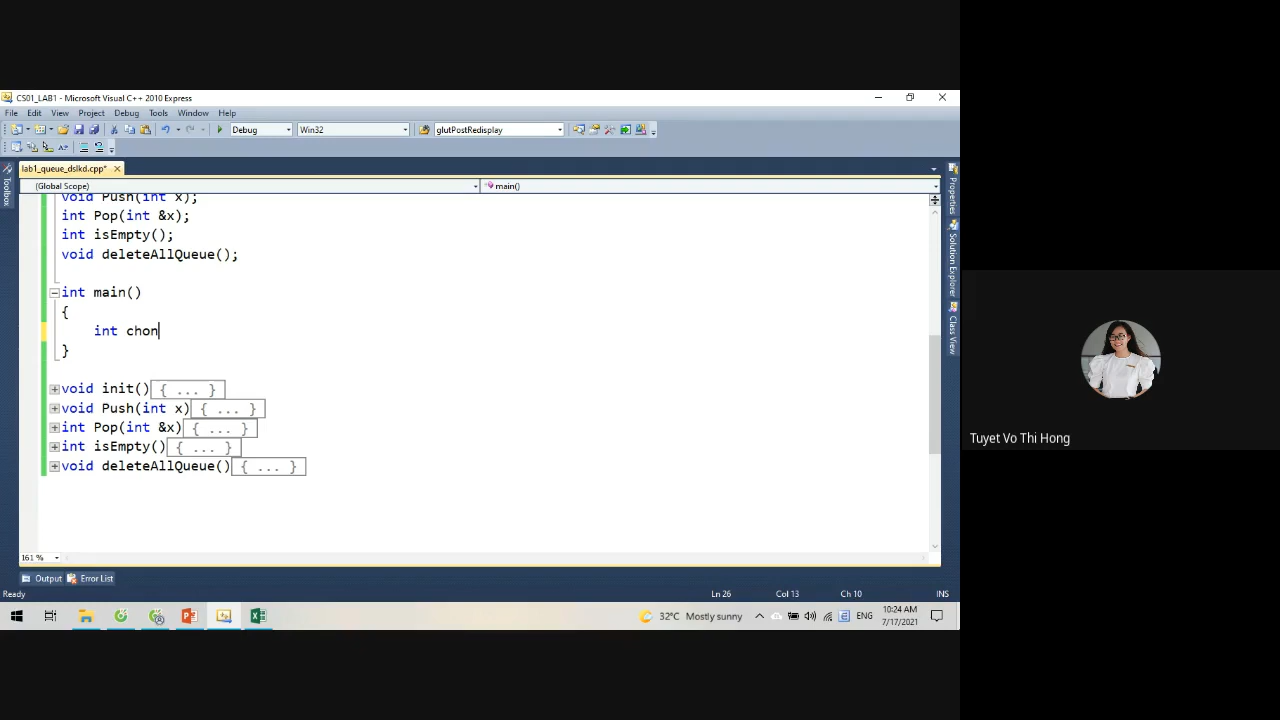 CS01_LAB1 - Microsoft Visual C++ 2010 Express
File Edit View Project Debug Tools Window Help
Debug Win32 glutPostRedisplay
lab1_queue_dslkd.cpp*
(Global Scope) main()
void Push(int x);
int Pop(int &x);
int isEmpty();
void deleteAllQueue();
int main()
{
int chon
}
void init(){ ... }
void Push(int x){ ... }
int Pop(int &x){ ... }
int isEmpty(){ ... }
void deleteAllQueue(){ ... }
161 %
Output Error List
Ready Ln 26 Col 13 Ch 10 INS
32°C Mostly sunny ENG 10:24 AM
7/17/2021
Toolbox
Properties
Solution Explorer
Class View
Tuyet Vo Thi Hong